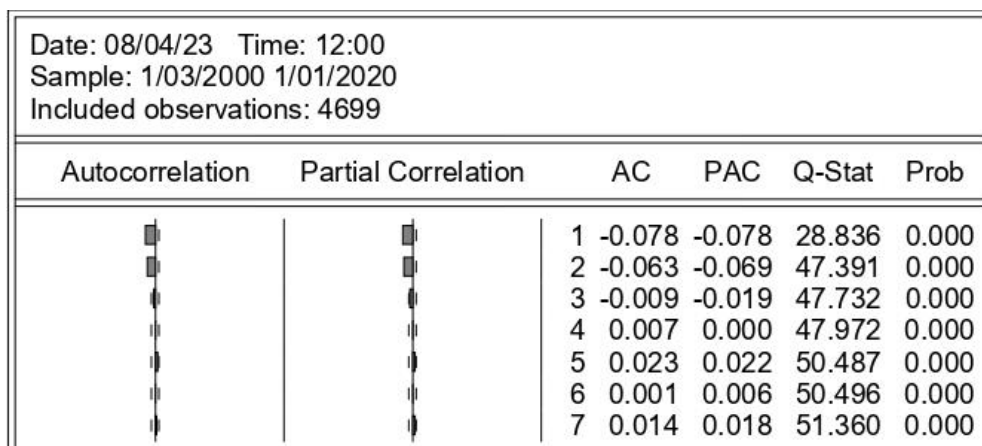 Date: 08/04/23 Time: 12:00
Sample: 1/03/2000 1/01/2020
Included observations: 4699
Autocorrelation Partial Correlation AC PAC Q-Stat Prob
1 -0.078 -0.078 28.836 0.000
2 -0.063 -0.069 47.391 0.000
3 -0.009 -0.019 47.732 0.000
4 0.007 0.000 47.972 0.000
5 0.023 0.022 50.487 0.000
6 0.001 0.006 50.496 0.000
7 0.014 0.018 51.360 0.000